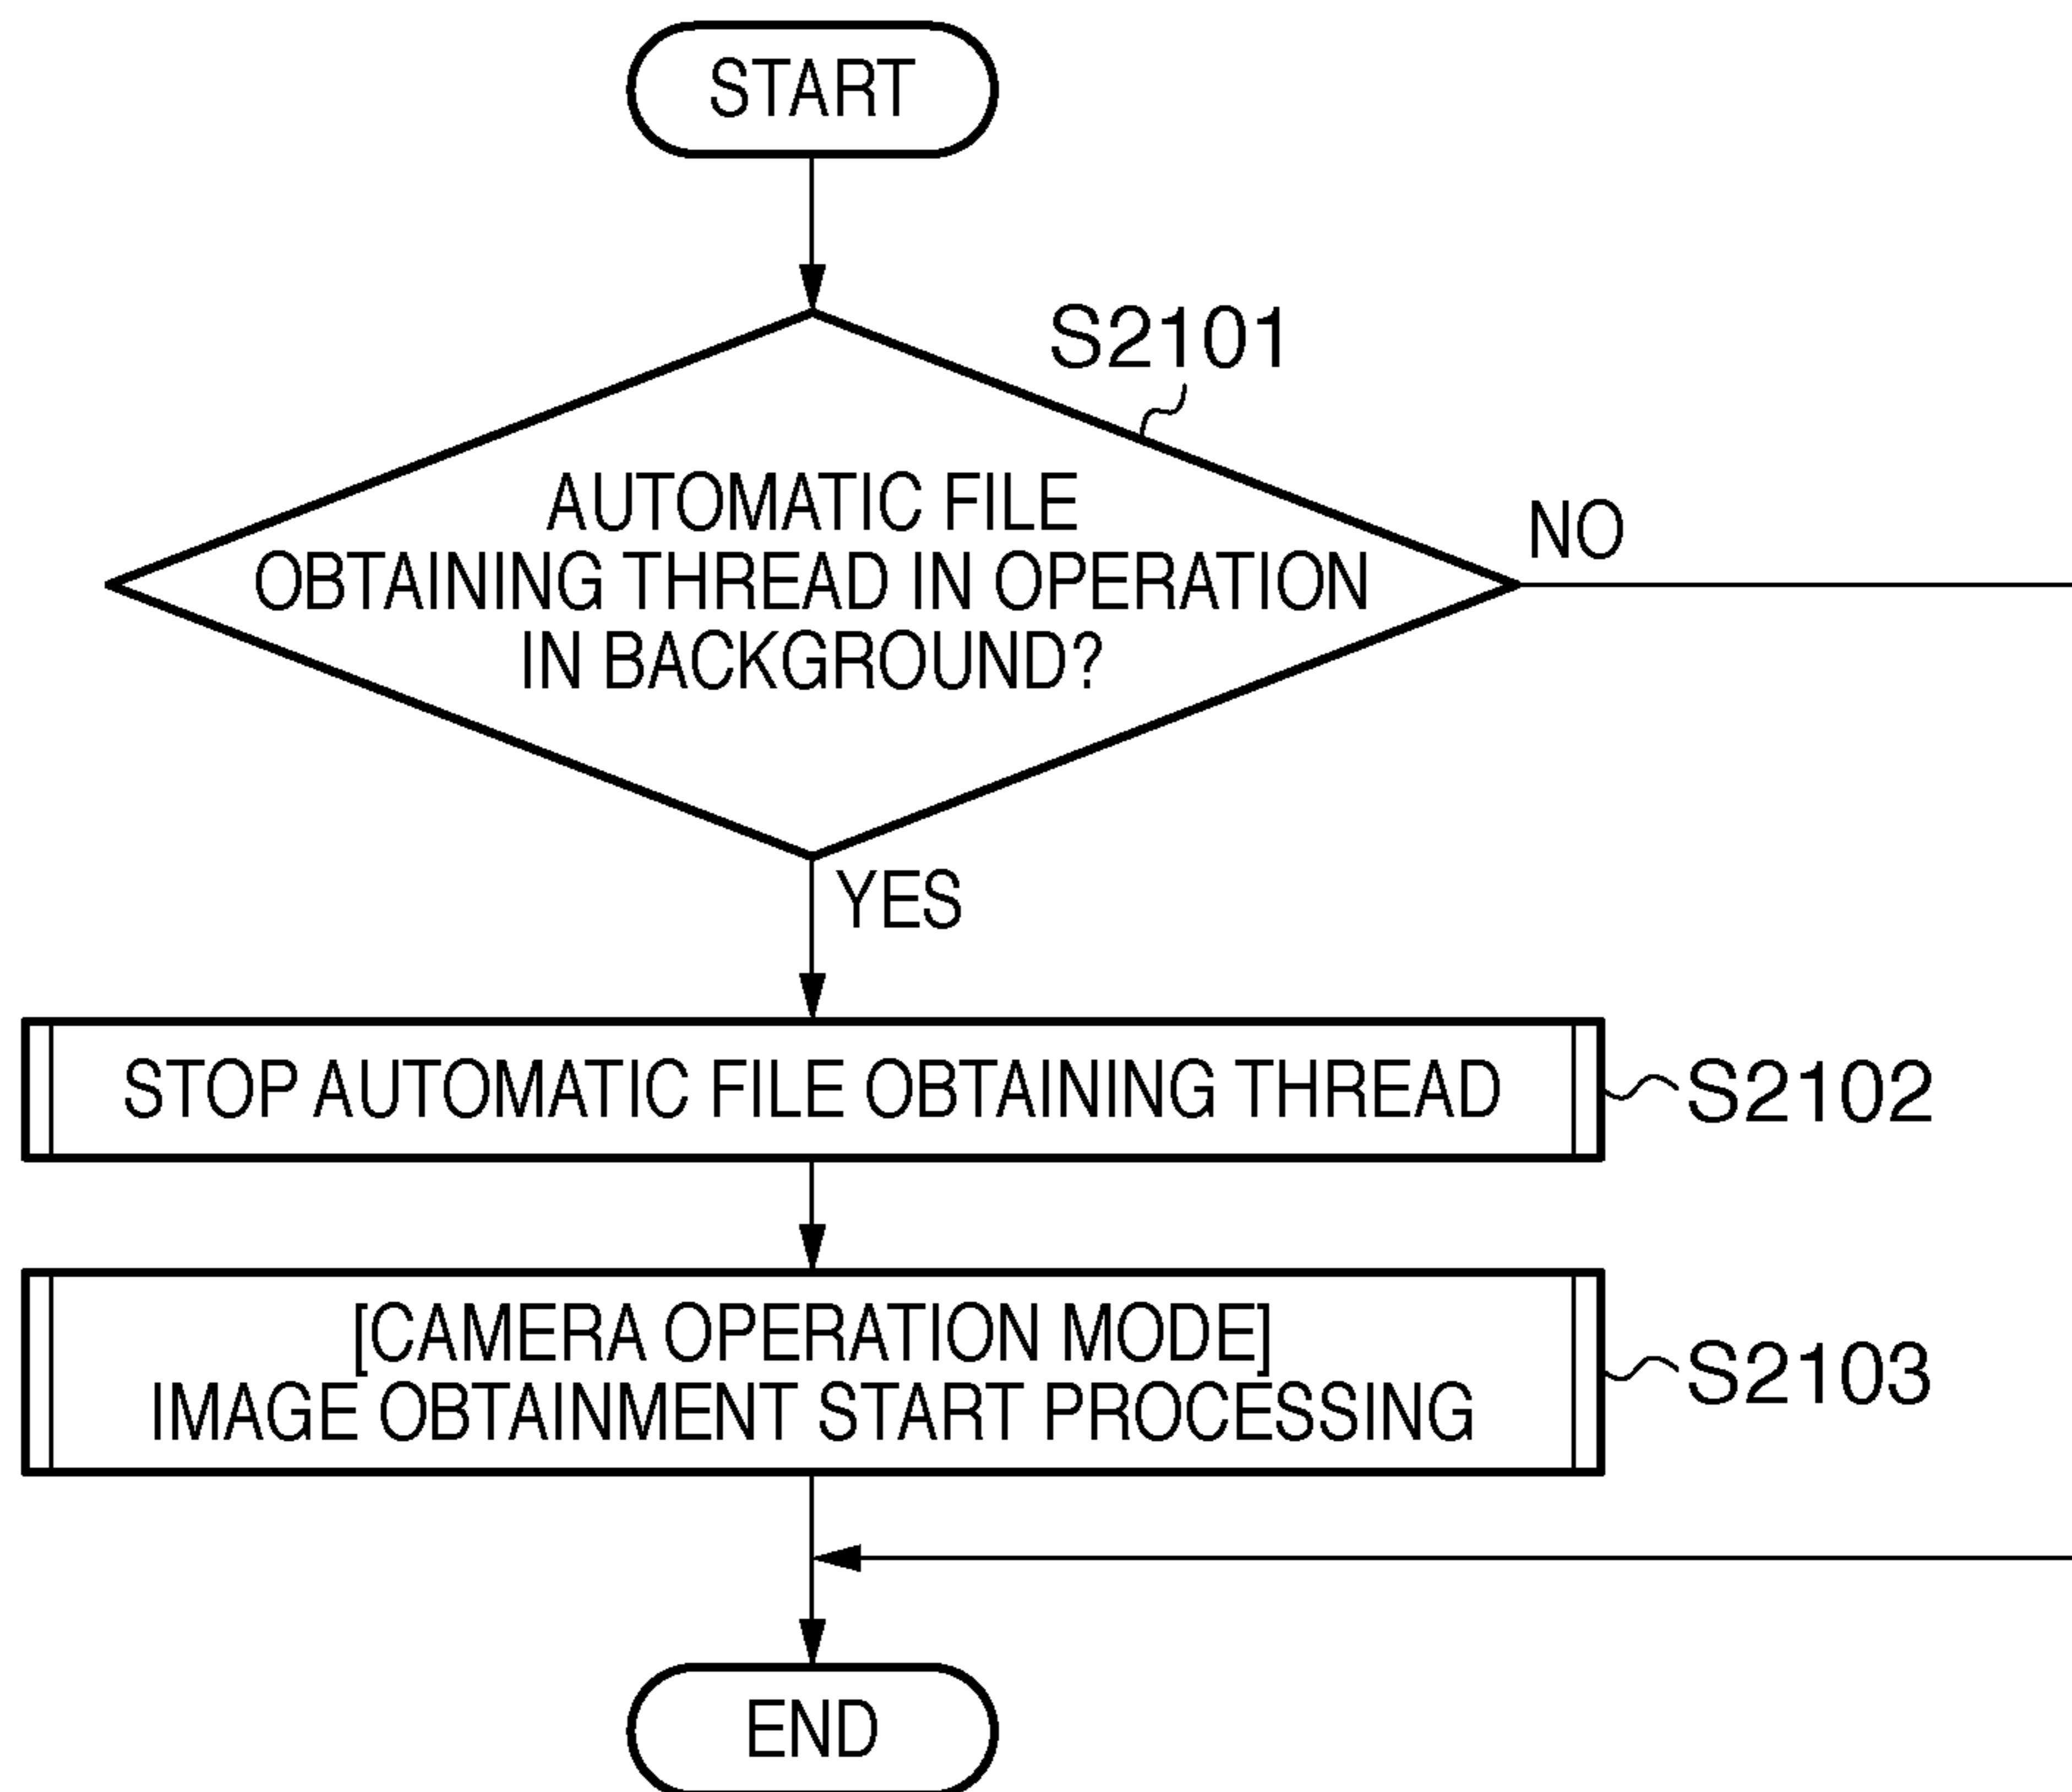 START
S2101
AUTOMATIC FILE
OBTAINING THREAD IN OPERATION
IN BACKGROUND?
NO
YES
STOP AUTOMATIC FILE OBTAINING THREAD
S2102
[CAMERA OPERATION MODE]
IMAGE OBTAINMENT START PROCESSING
S2103
END